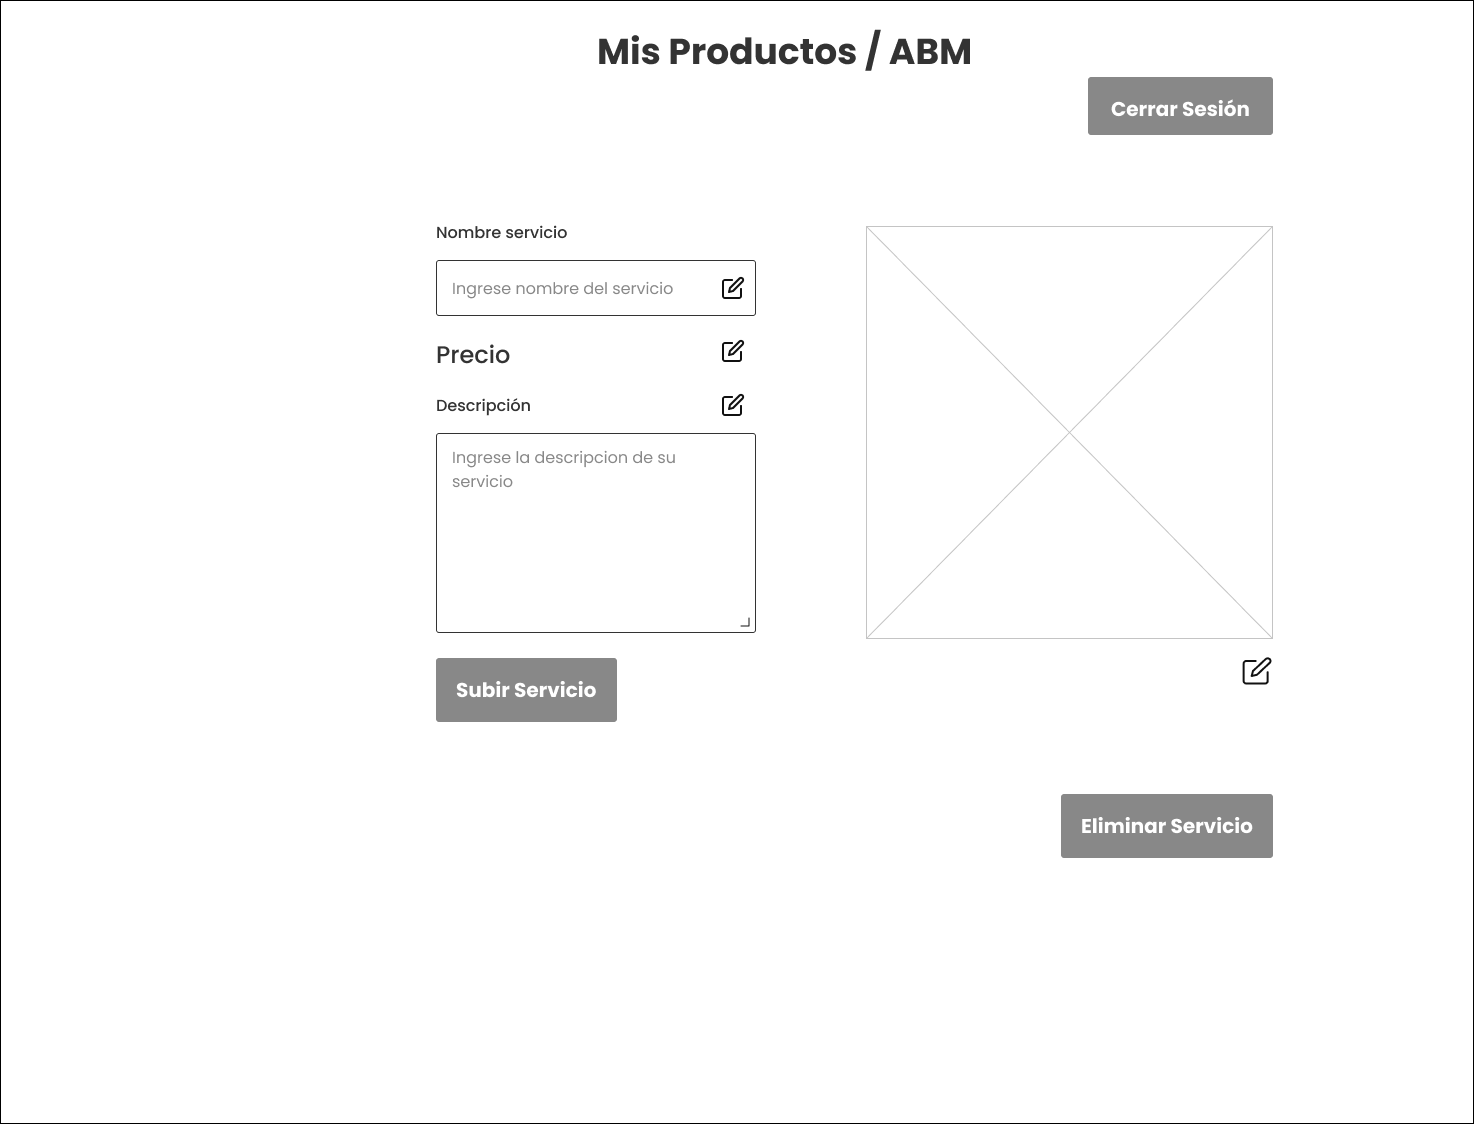 Mis Productos / ABM
Cerrar Sesión
Nombre servicio
Ingrese nombre del servicio
Precio
Descripción
Ingrese la descripcion de su
servicio
Subir Servicio
Eliminar Servicio